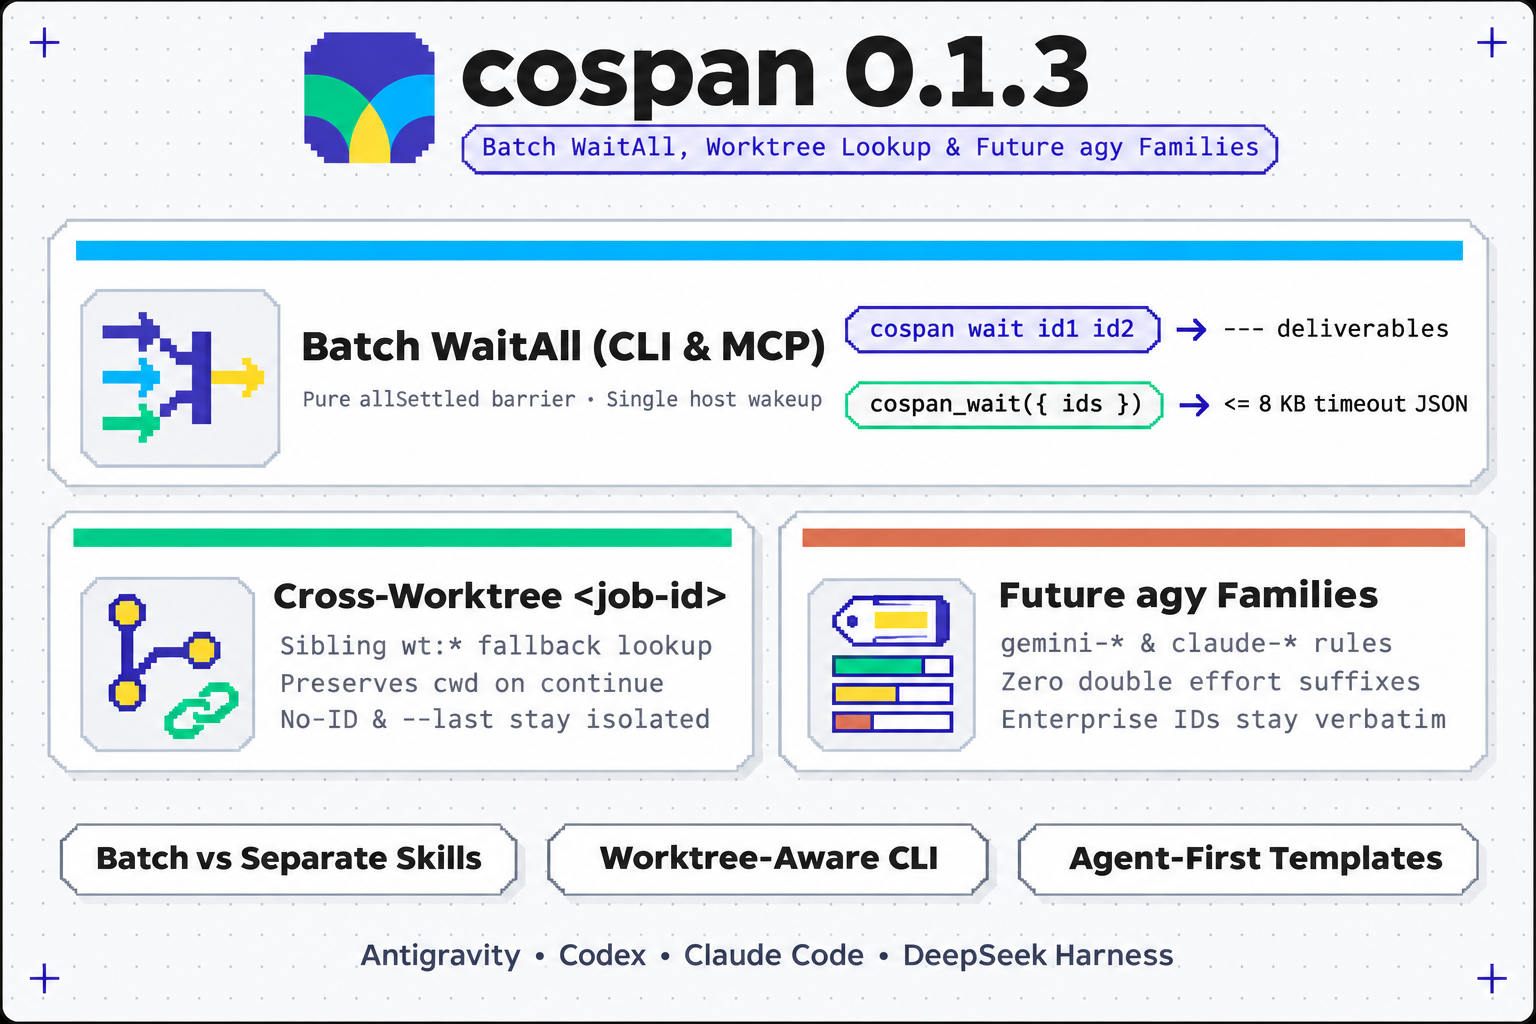 cospan 0.1.3
Batch WaitAll, Worktree Lookup & Future agy Families
Batch WaitAll (CLI & MCP)
Pure allSettled barrier • Single host wakeup
cospan wait id1 id2 → --- deliverables
cospan_wait({ ids }) → <= 8 KB timeout JSON
Cross-Worktree <job-id>
Sibling wt:* fallback lookup
Preserves cwd on continue
No-ID & --last stay isolated
Future agy Families
gemini-* & claude-* rules
Zero double effort suffixes
Enterprise IDs stay verbatim
Batch vs Separate Skills
Worktree-Aware CLI
Agent-First Templates
Antigravity • Codex • Claude Code • DeepSeek Harness